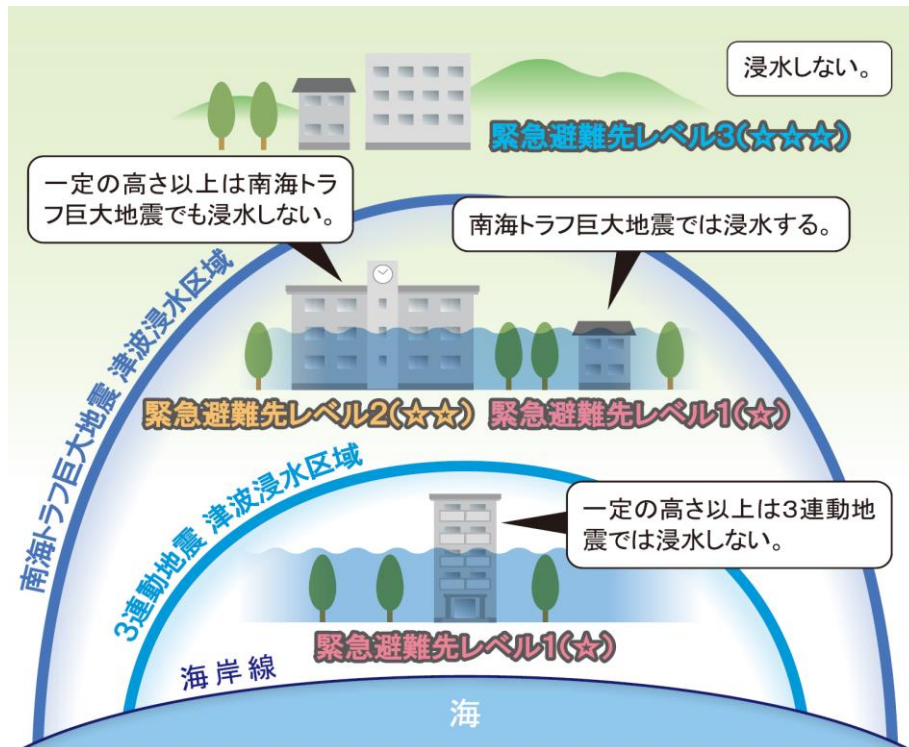 浸水しない。
緊急避難先レベル3(☆☆☆)
一定の高さ以上は南海トラ
フ巨大地震でも浸水しない。
南海トラフ巨大地震では浸水する。
南海トラフ巨大地震 津波浸水区域
緊急避難先レベル2(☆☆)
緊急避難先レベル1(☆)
3連動地震 津波浸水区域
一定の高さ以上は3連動地
震では浸水しない。
緊急避難先レベル1(☆)
海岸線
海